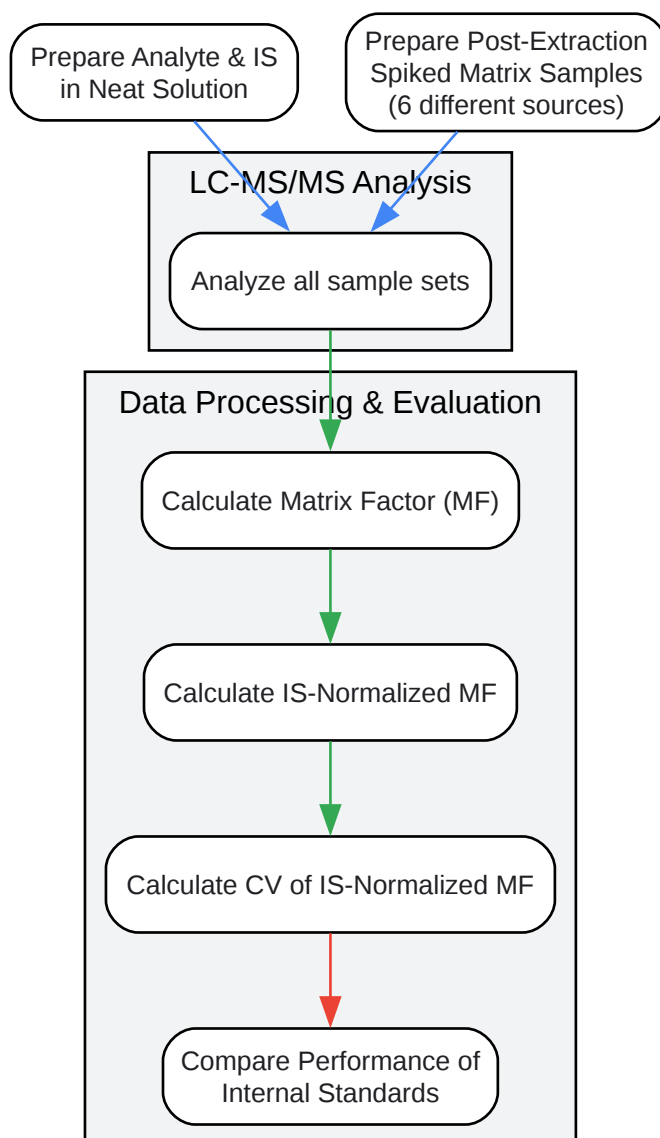 Prepare Analyte & IS
in Neat Solution
Prepare Post-Extraction
Spiked Matrix Samples
(6 different sources)
LC-MS/MS Analysis
Analyze all sample sets
Data Processing & Evaluation
Calculate Matrix Factor (MF)
Calculate IS-Normalized MF
Calculate CV of IS-Normalized MF
Compare Performance of
Internal Standards